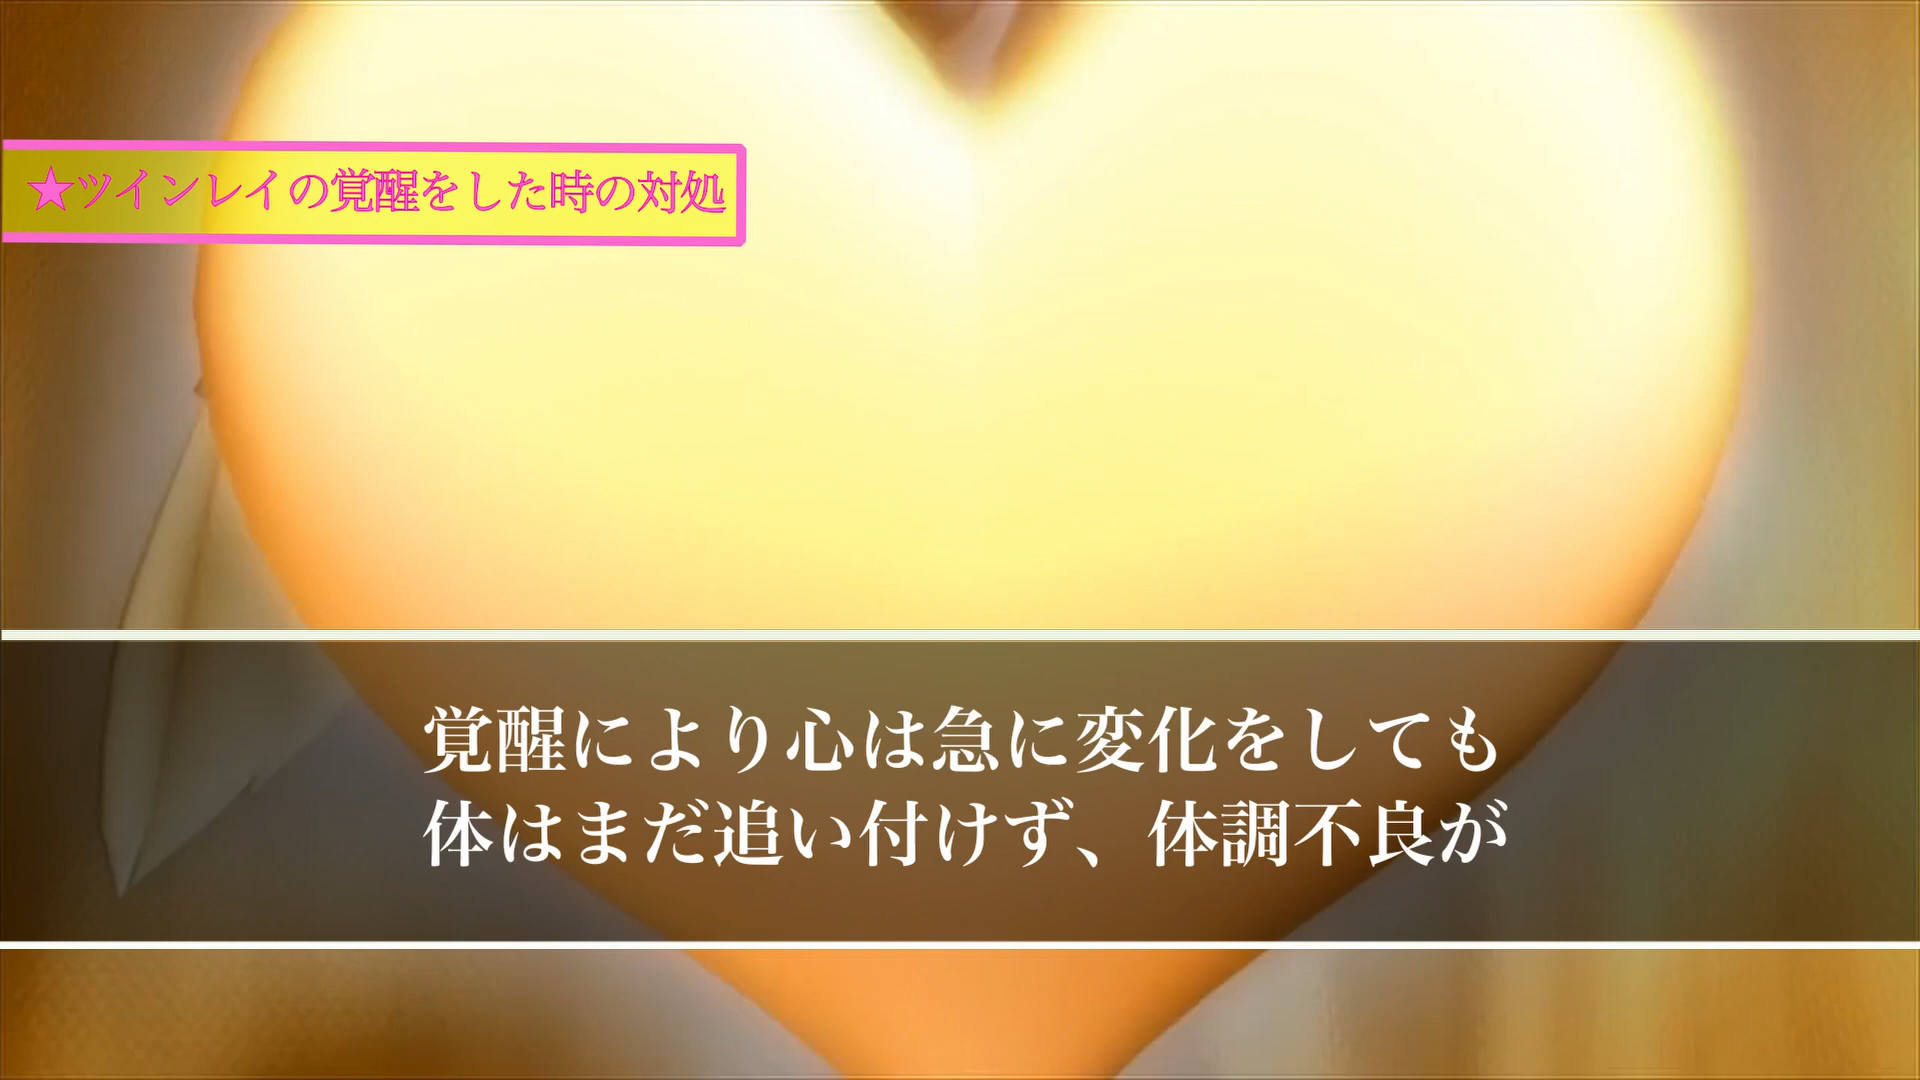 ★ツインレイの覚醒をした時の対処
覚醒により心は急に変化をしても
体はまだ追い付けず、体調不良が